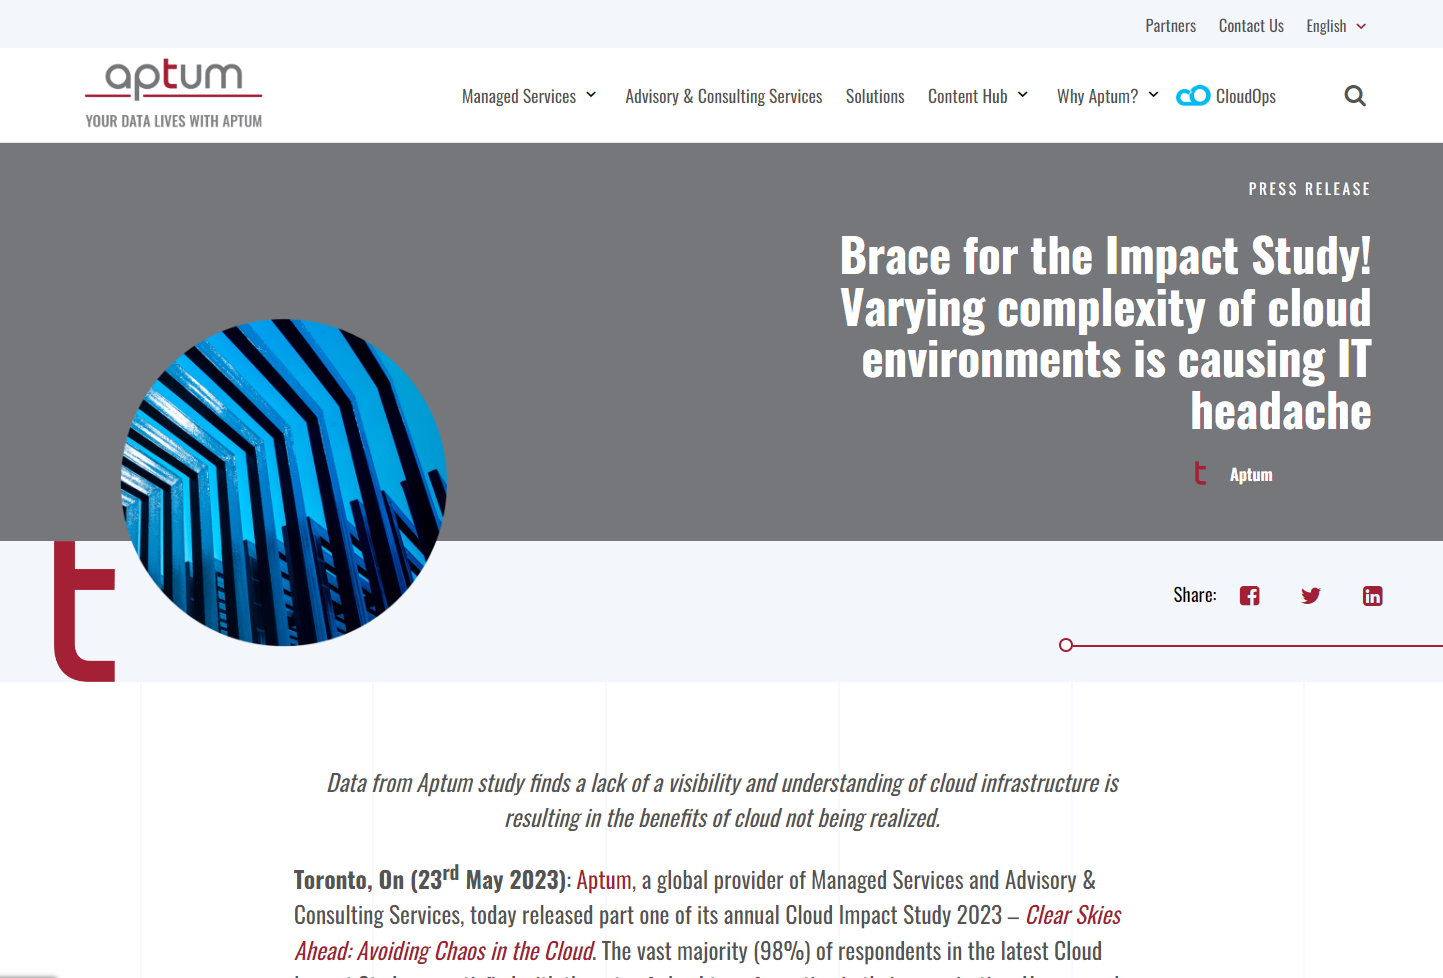 Partners Contact Us English
aptum
YOUR DATA LIVES WITH APTUM
Managed Services Advisory & Consulting Services Solutions Content Hub Why Aptum? CloudOps
PRESS RELEASE
Brace for the Impact Study!
Varying complexity of cloud
environments is causing IT
headache
t Aptum
Share:
t
Data from Aptum study finds a lack of a visibility and understanding of cloud infrastructure is
resulting in the benefits of cloud not being realized.
Toronto, On (23rd May 2023): Aptum, a global provider of Managed Services and Advisory &
Consulting Services, today released part one of its annual Cloud Impact Study 2023 – Clear Skies
Ahead: Avoiding Chaos in the Cloud. The vast majority (98%) of respondents in the latest Cloud